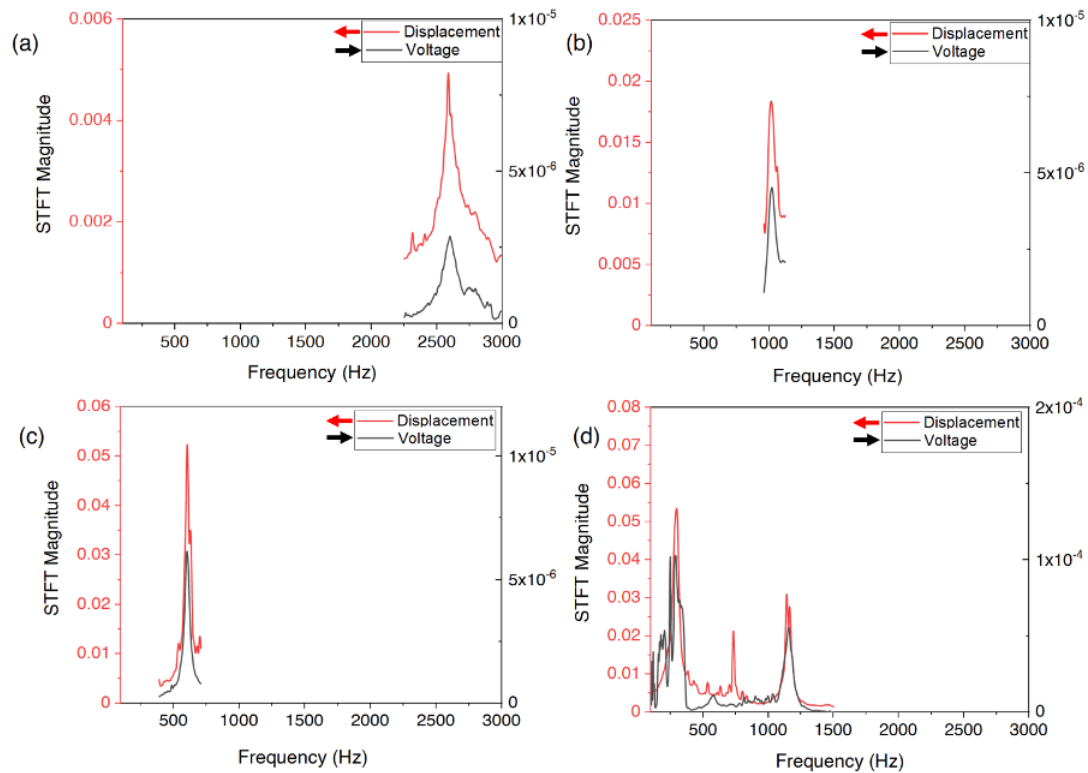 (a)
0.006
0.004
0.002
0
STFT Magnitude
Displacement
Voltage
1x10-5
5x10-6
0
500 1000 1500 2000 2500 3000
Frequency (Hz)
(b)
0.025
0.02
0.015
0.01
0.005
0
STFT Magnitude
Displacement
Voltage
1x10-5
5x10-6
0
500 1000 1500 2000 2500 3000
Frequency (Hz)
(c)
0.06
0.05
0.04
0.03
0.02
0.01
0
STFT Magnitude
Displacement
Voltage
1x10-5
5x10-6
0
500 1000 1500 2000 2500 3000
Frequency (Hz)
(d)
0.08
0.07
0.06
0.05
0.04
0.03
0.02
0.01
0
STFT Magnitude
Displacement
Voltage
2x10-4
1x10-4
0
500 1000 1500 2000 2500 3000
Frequency (Hz)